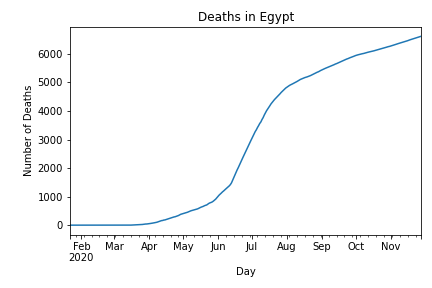 Deaths in Egypt
Number of Deaths
6000
5000
4000
3000
2000
1000
0
Feb Mar Apr May Jun Jul Aug Sep Oct Nov
2020
Day